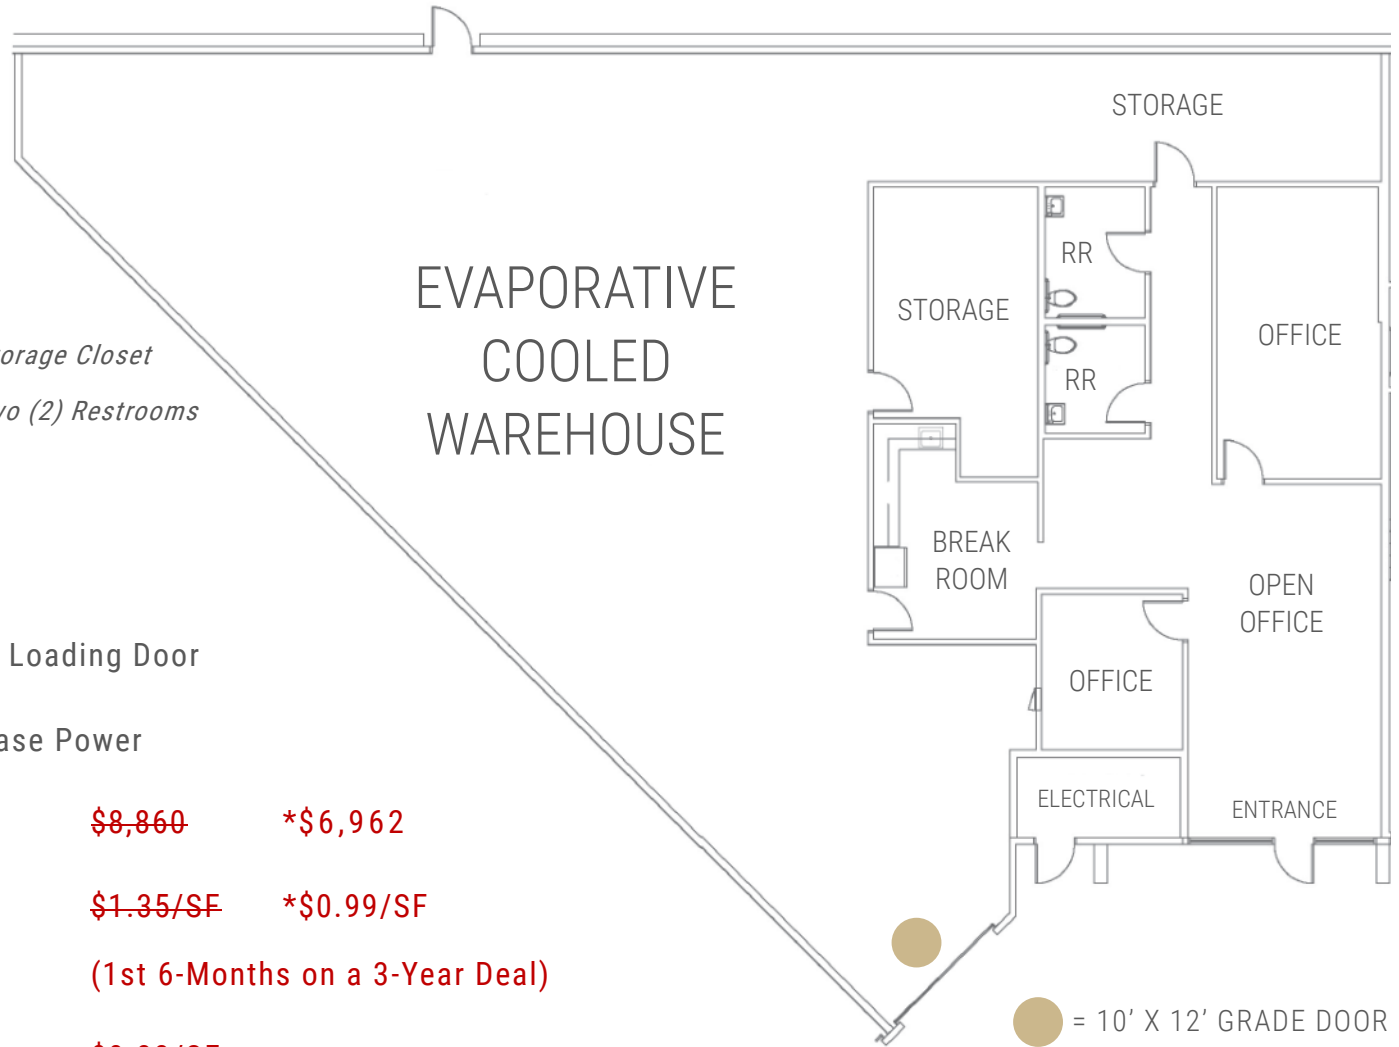 STORAGE
RR
STORAGE
OFFICE
RR
EVAPORATIVE
COOLED
WAREHOUSE
orage Closet
vo (2) Restrooms
BREAK
ROOM
OPEN
OFFICE
OFFICE
ELECTRICAL
ENTRANCE
Loading Door
ase Power
$8,860 *$6,962
$1.35/SF *$0.99/SF
(1st 6-Months on a 3-Year Deal)
= 10’ X 12’ GRADE DOOR